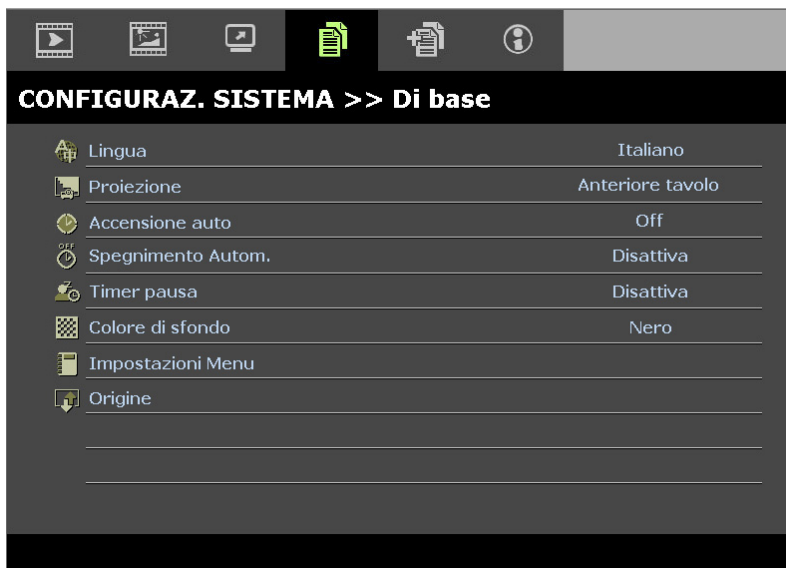 CONFIGURAZ. SISTEMA >> Di base
Lingua Italiano
Proiezione Anteriore tavolo
Accensione auto Off
OFF
Spegnimento Autom. Disattiva
Timer pausa Disattiva
Colore di sfondo Nero
Impostazioni Menu
Origine